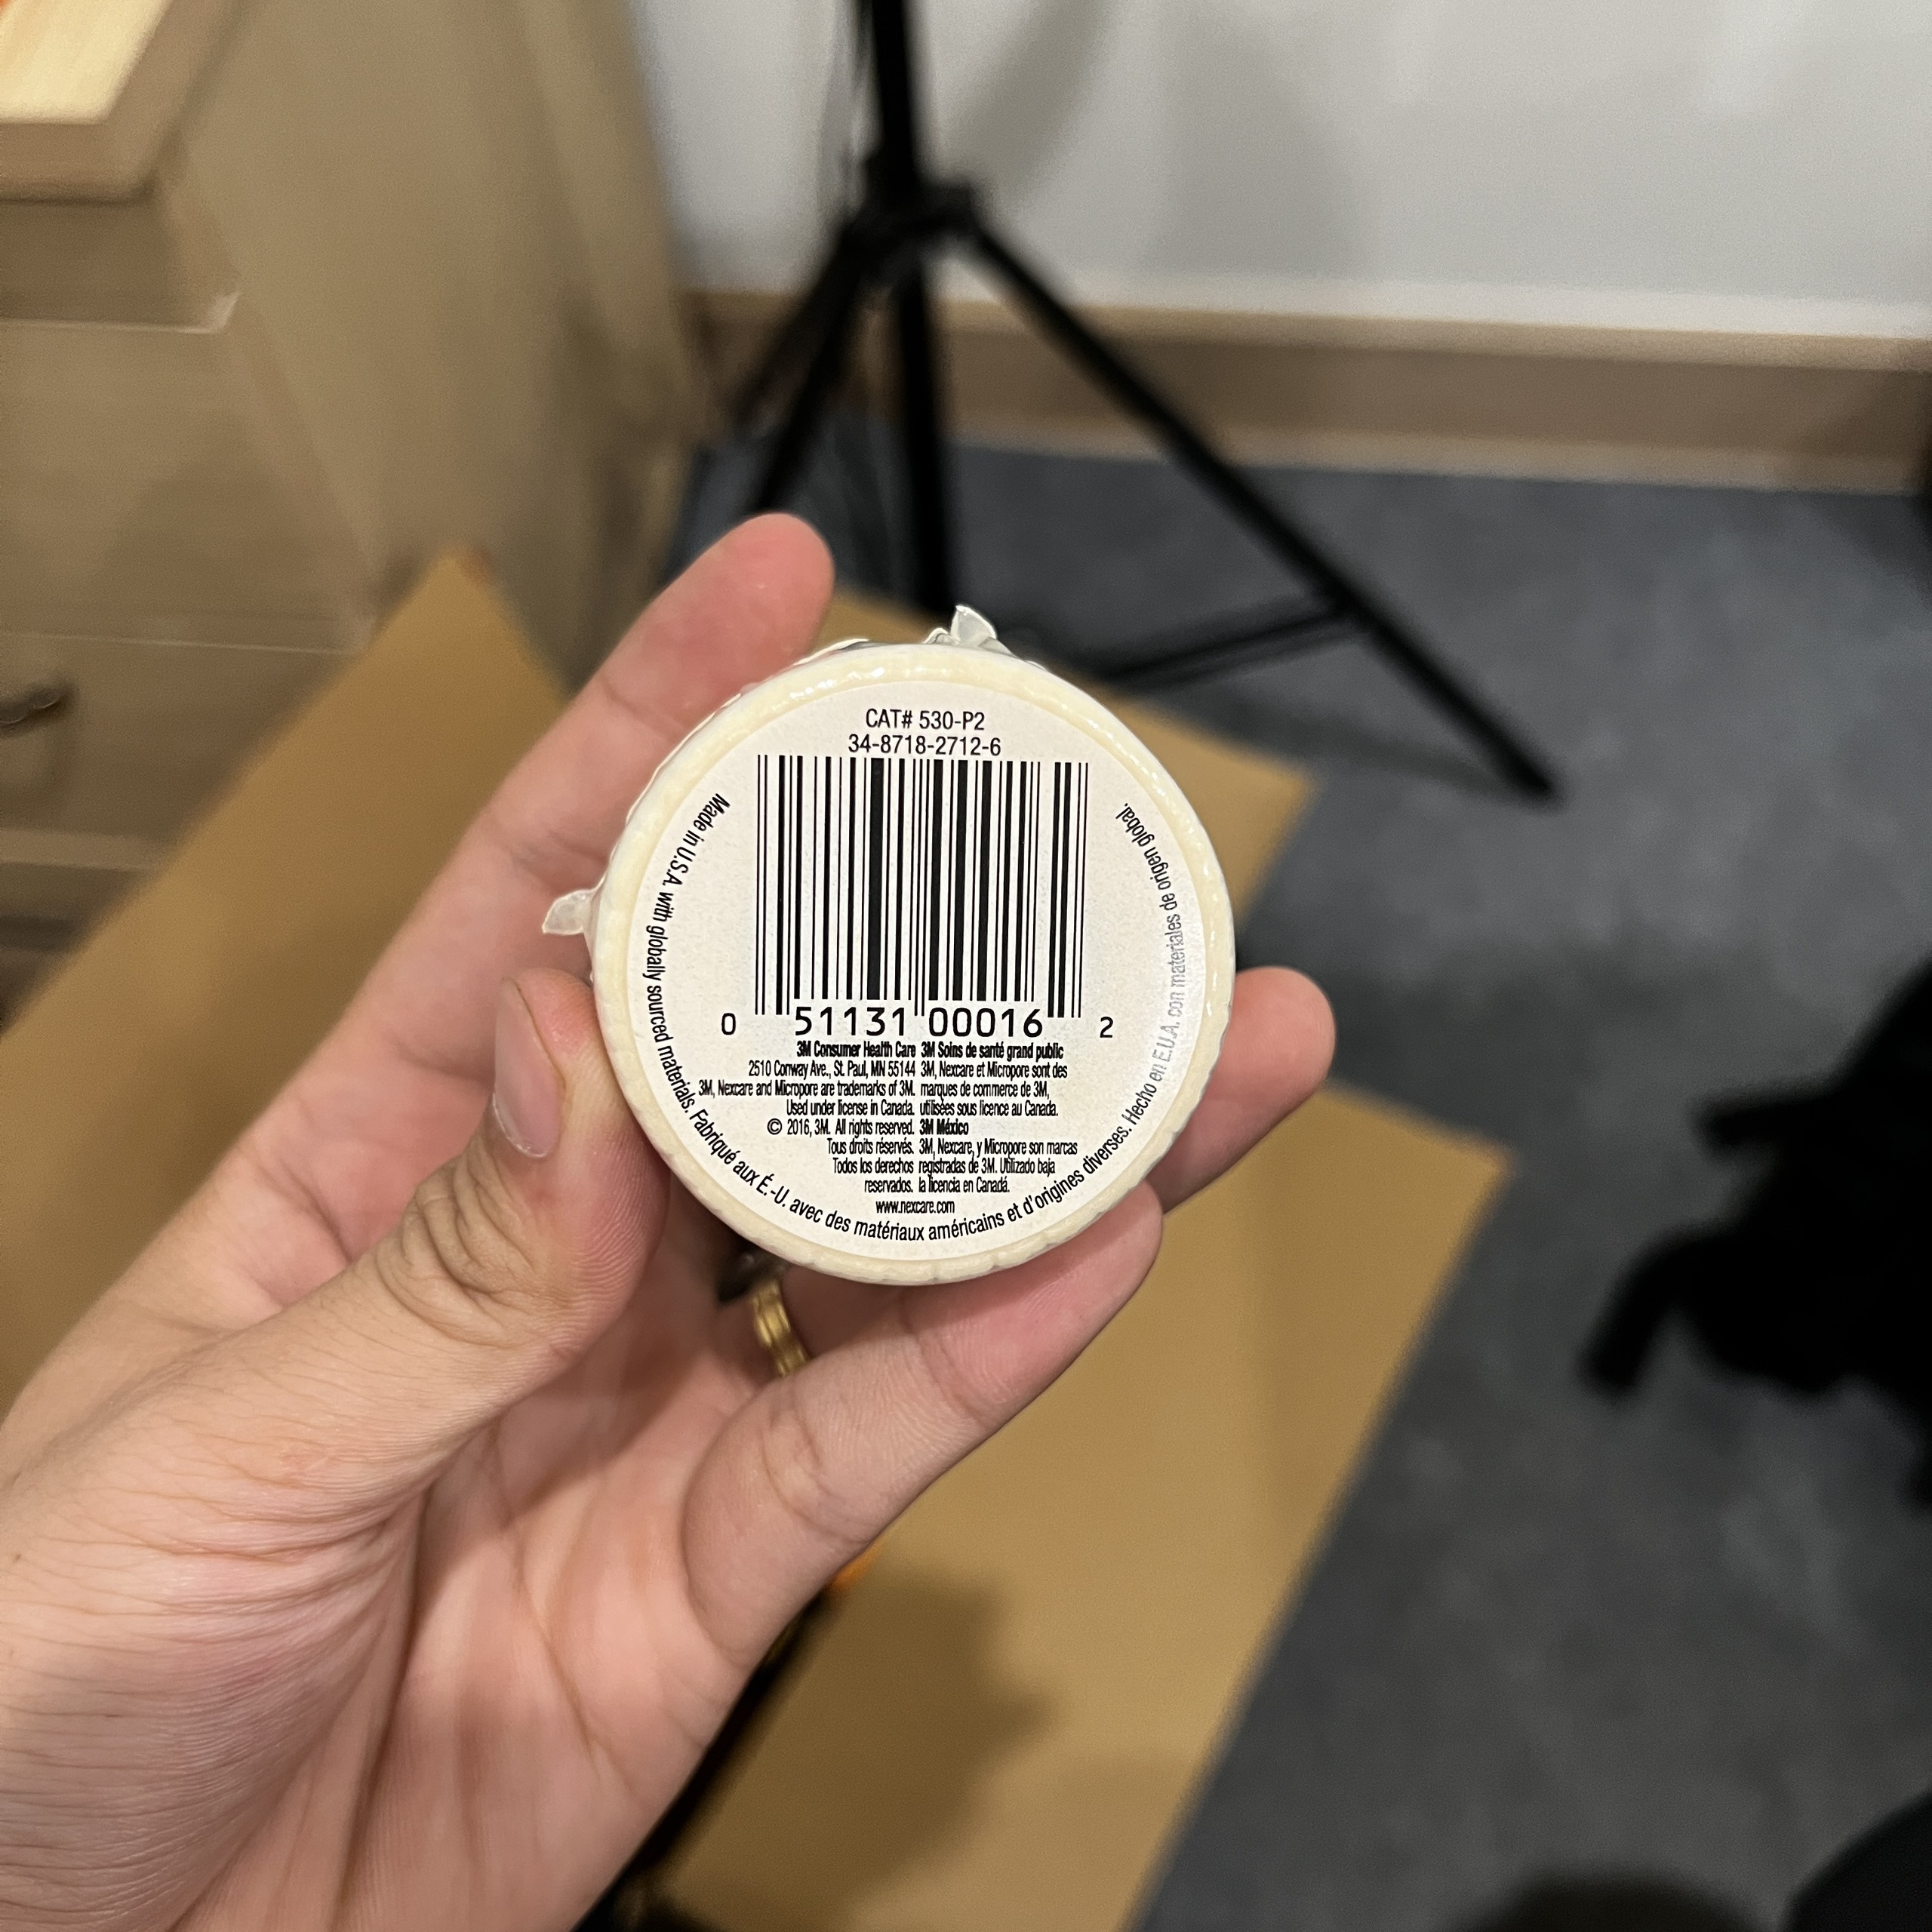 CAT# 530-P2
34-8718-2712-6
0 51131 00016 2
3M Consumer Health Care
2510 Conway Ave., St. Paul, MN 55144
3M, Nexcare and Micropore are trademarks of 3M.
Used under license in Canada.
© 2016, 3M. All rights reserved.
Tous droits réservés.
Todos los derechos
reservados.
3M Soins de santé grand public
3M, Nexcare et Micropore sont des
marques de commerce de 3M,
utilisées sous licence au Canada.
3M México
3M, Nexcare, y Micropore son marcas
registradas de 3M. Utilizado baja
la licencia en Canadá.
www.nexcare.com
Made in U.S.A. with globally sourced materials. Fabriqué aux É.-U. avec des matériaux américains et d'origines diverses. Hecho en E.U.A. con materiales de origen global.